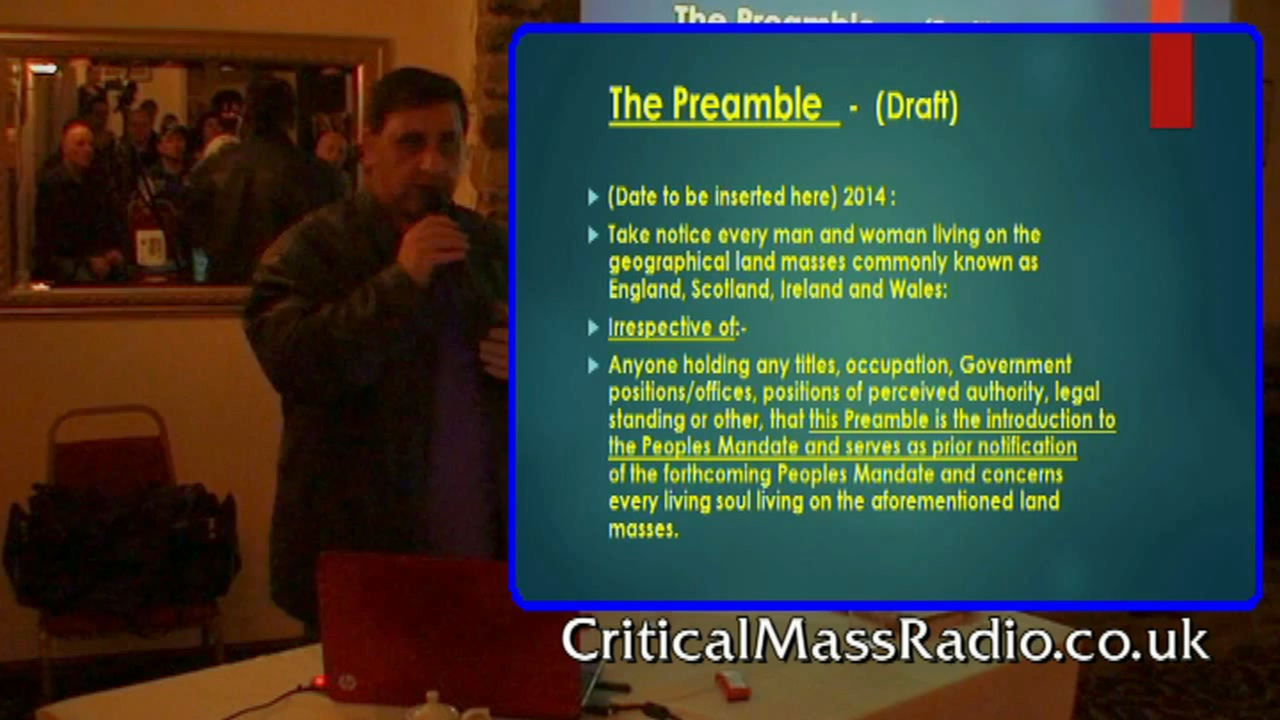 The Preamble
The Preamble - (Draft)
(Date to be inserted here) 2014 :
Take notice every man and woman living on the
geographical land masses commonly known as
England, Scotland, Ireland and Wales:
Irrespective of:-
Anyone holding any titles, occupation, Government
positions/offices, positions of perceived authority, legal
standing or other, that this Preamble is the introduction to
the Peoples Mandate and serves as prior notification
of the forthcoming Peoples Mandate and concerns
every living soul living on the aforementioned land
masses.
CriticalMassRadio.co.uk
hp